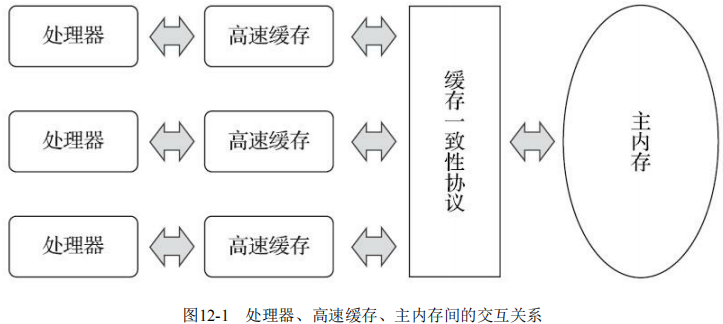 处理器
高速缓存
处理器
高速缓存
处理器
高速缓存
缓存一致性协议
主内存
图12-1 处理器、高速缓存、主内存间的交互关系